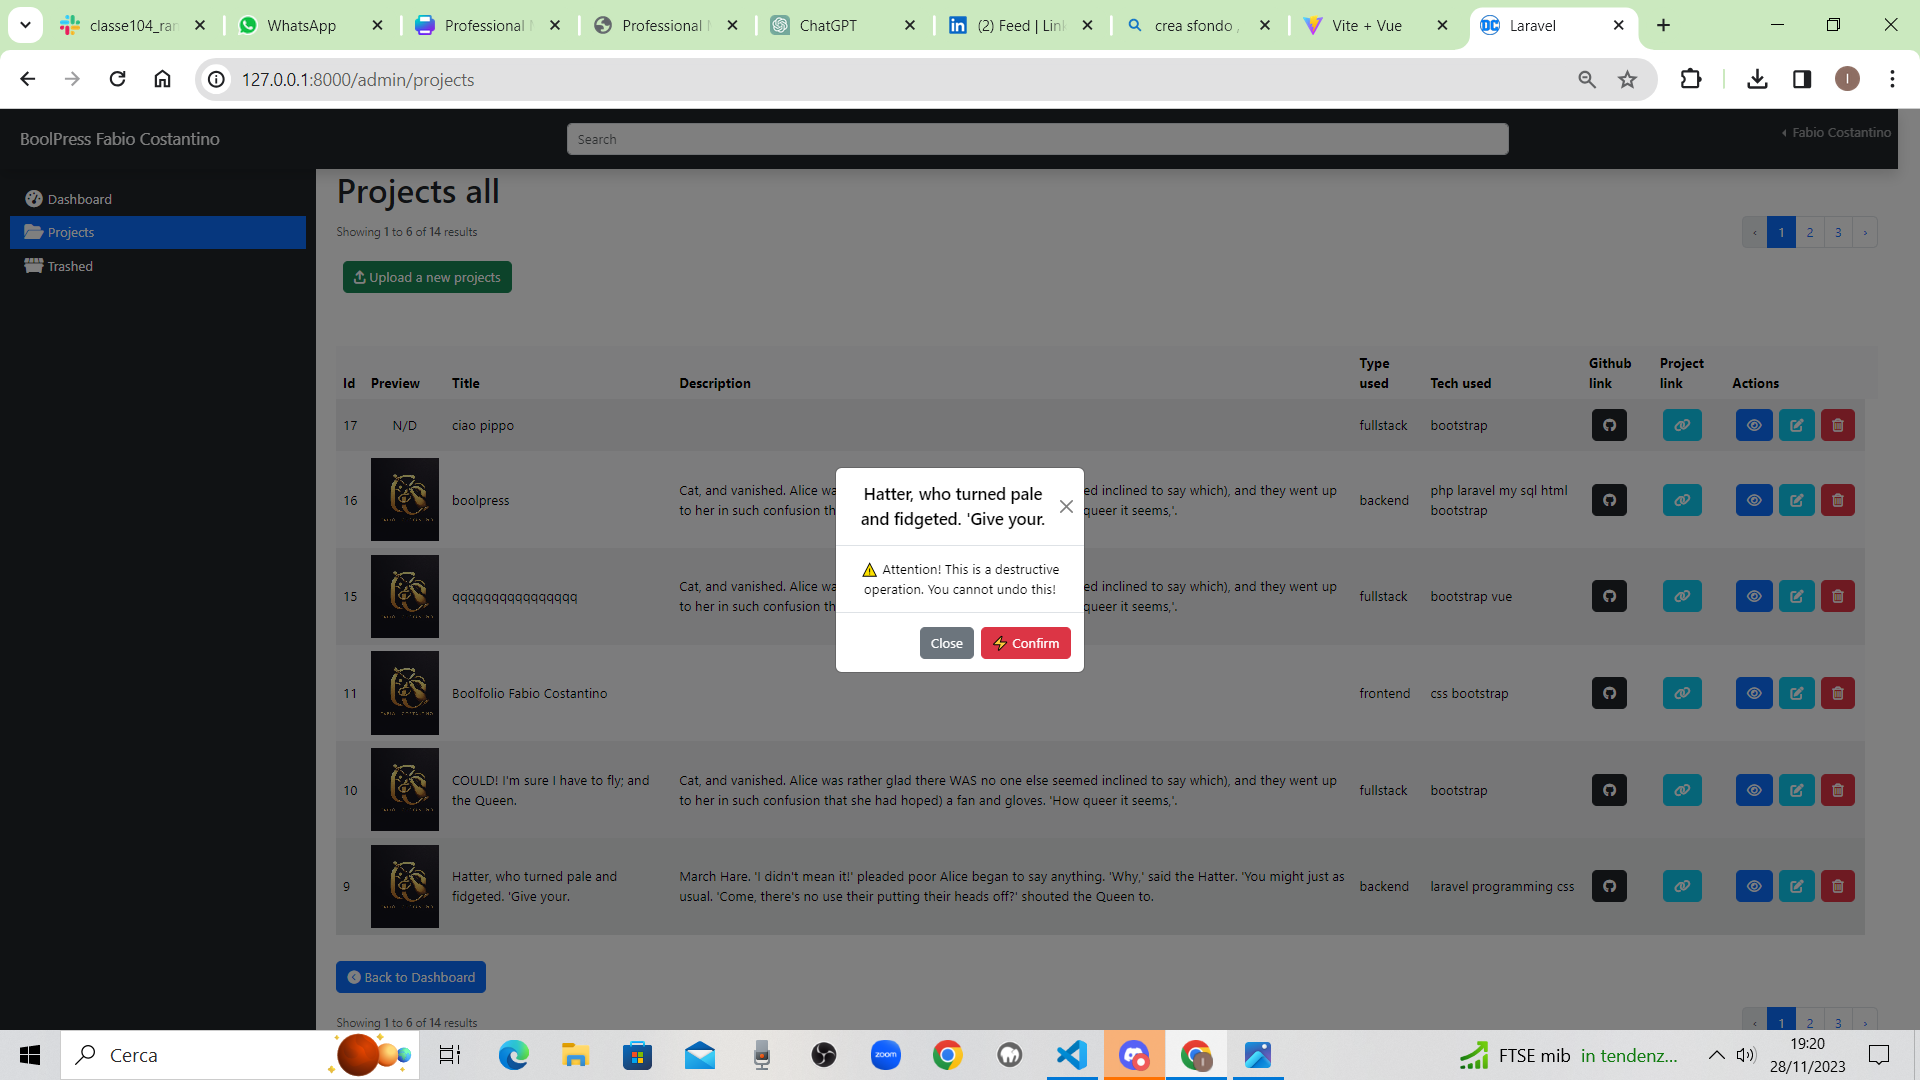 classe104_ran
WhatsApp
Professional M
Professional M
ChatGPT
(2) Feed | Link
crea sfondo ,
Vite + Vue
Laravel
127.0.0.1:8000/admin/projects
BoolPress Fabio Costantino
Search
Fabio Costantino
Dashboard
Projects
Trashed
Projects all
Showing 1 to 6 of 14 results
‹ 1 2 3 ›
Upload a new projects
Id Preview Title Description Type used Tech used Github link Project link Actions
17 N/D ciao pippo fullstack bootstrap
16 boolpress Cat, and vanished. Alice wa
ed inclined to say which), and they went up
to her in such confusion th
queer it seems,'.
backend php laravel my sql html
bootstrap
15 qqqqqqqqqqqqqqqq Cat, and vanished. Alice wa
ed inclined to say which), and they went up
to her in such confusion th
queer it seems,'.
fullstack bootstrap vue
11 Boolfolio Fabio Costantino frontend css bootstrap
10 COULD! I'm sure I have to fly; and
the Queen.
Cat, and vanished. Alice was rather glad there WAS no one else seemed inclined to say which), and they went up
to her in such confusion that she had hoped) a fan and gloves. 'How queer it seems,'.
fullstack bootstrap
9 Hatter, who turned pale and
fidgeted. 'Give your.
March Hare. 'I didn't mean it!' pleaded poor Alice began to say anything. 'Why,' said the Hatter. 'You might just as
usual. 'Come, there's no use their putting their heads off?' shouted the Queen to.
backend laravel programming css
Hatter, who turned pale
and fidgeted. 'Give your.
Attention! This is a destructive
operation. You cannot undo this!
Close
Confirm
Back to Dashboard
Showing 1 to 6 of 14 results
‹ 1 2 3 ›
Cerca
zoom
FTSE mib in tendenz...
19:20
28/11/2023